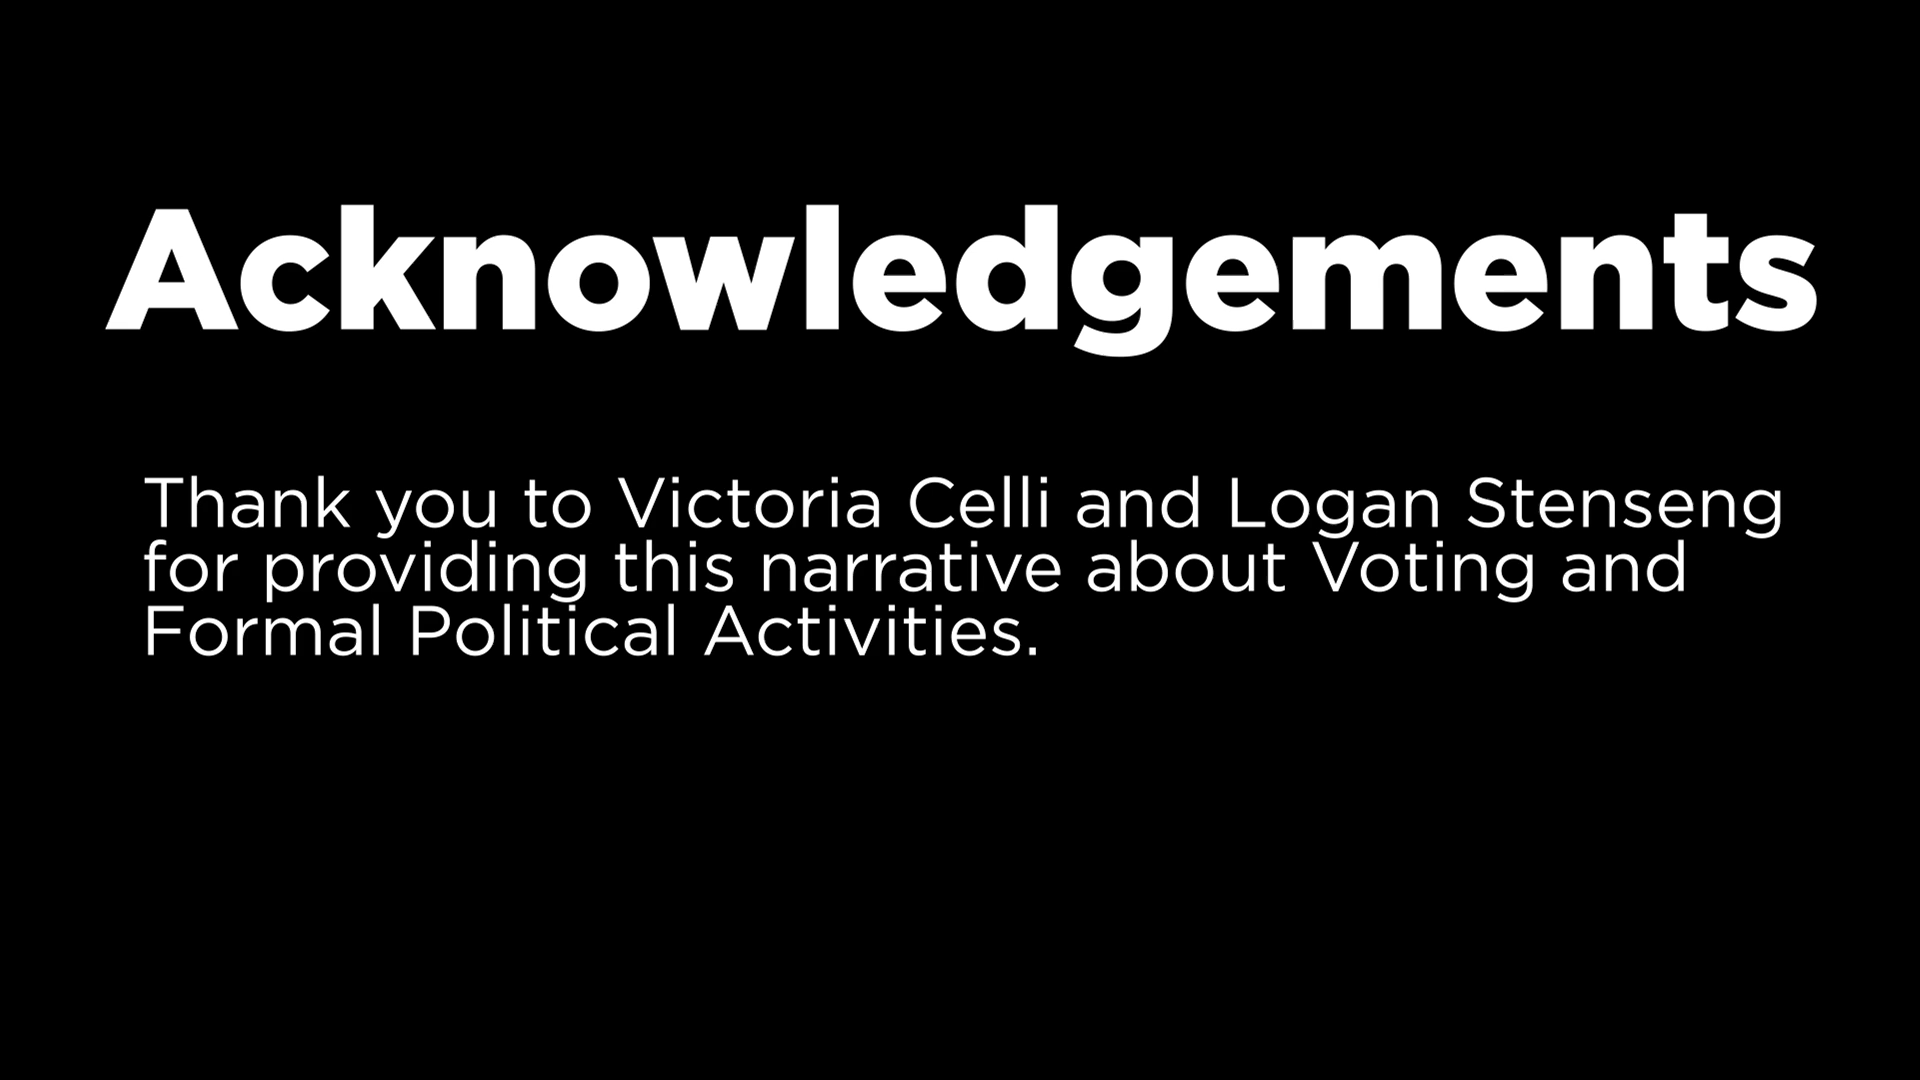 Acknowledgements
Thank you to Victoria Celli and Logan Stenseng
for providing this narrative about Voting and
Formal Political Activities.